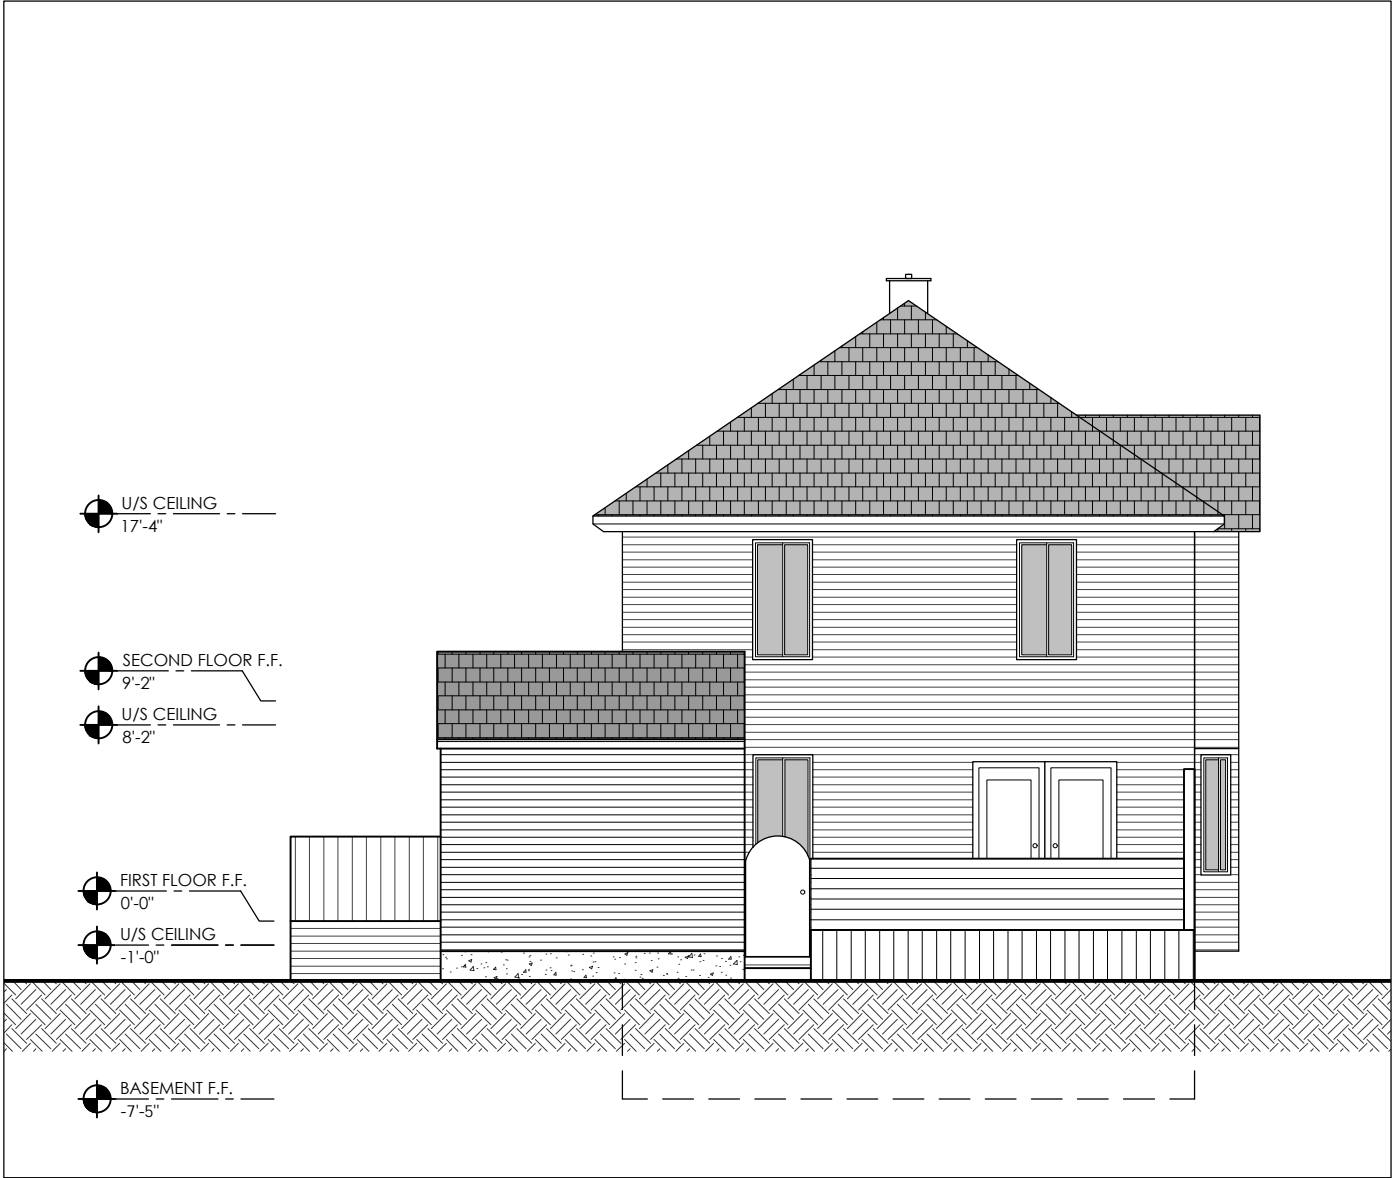 U/S CEILING
17'-4"
SECOND FLOOR F.F.
9'-2"
U/S CEILING
8'-2"
FIRST FLOOR F.F.
0'-0"
U/S CEILING
-1'-0"
BASEMENT F.F.
-7'-5"